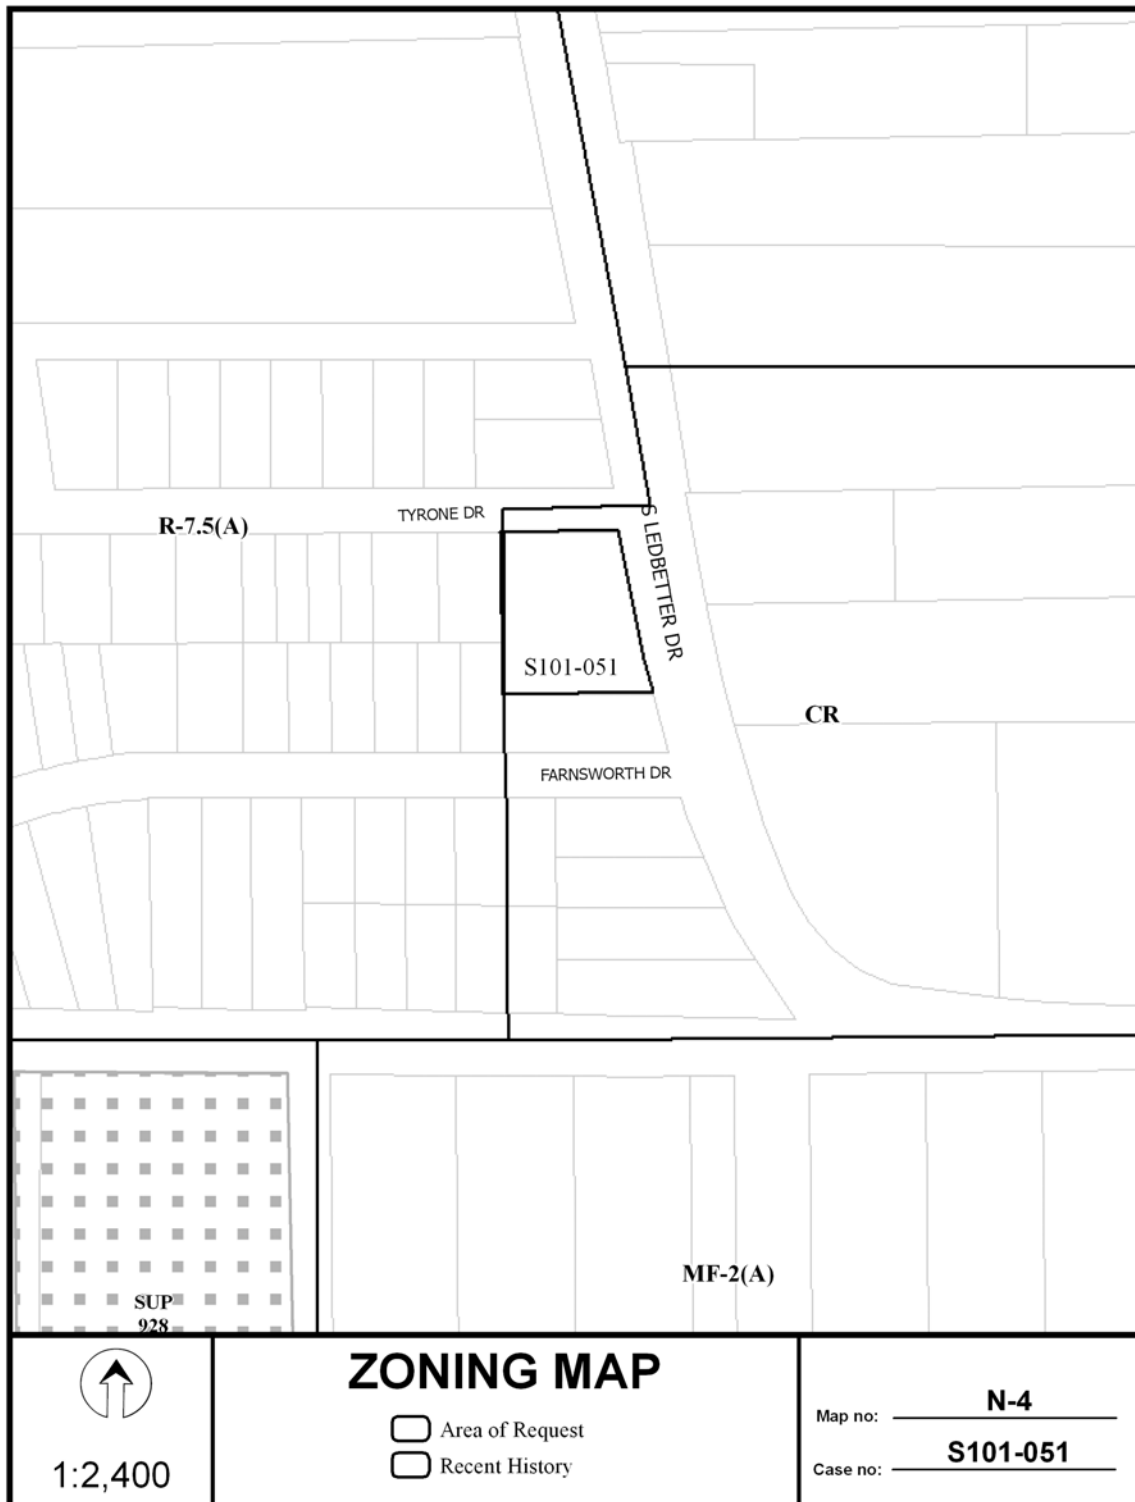 TYRONE DR
R-7.5(A)
S LEDBETTER DR
S101-051
CR
FARNSWORTH DR
MF-2(A)
SUP
928
1:2,400
ZONING MAP
Area of Request
Recent History
Map no: N-4
Case no: S101-051